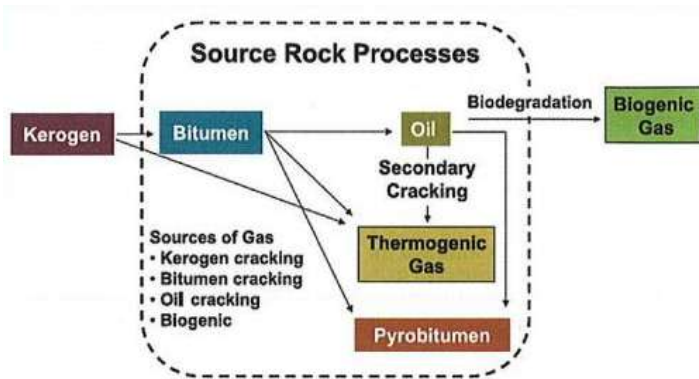 Source Rock Processes
Kerogen
Bitumen
Oil
Biodegradation
Biogenic
Gas
Secondary
Cracking
Thermogenic
Gas
Sources of Gas
• Kerogen cracking
• Bitumen cracking
• Oil cracking
• Biogenic
Pyrobitumen